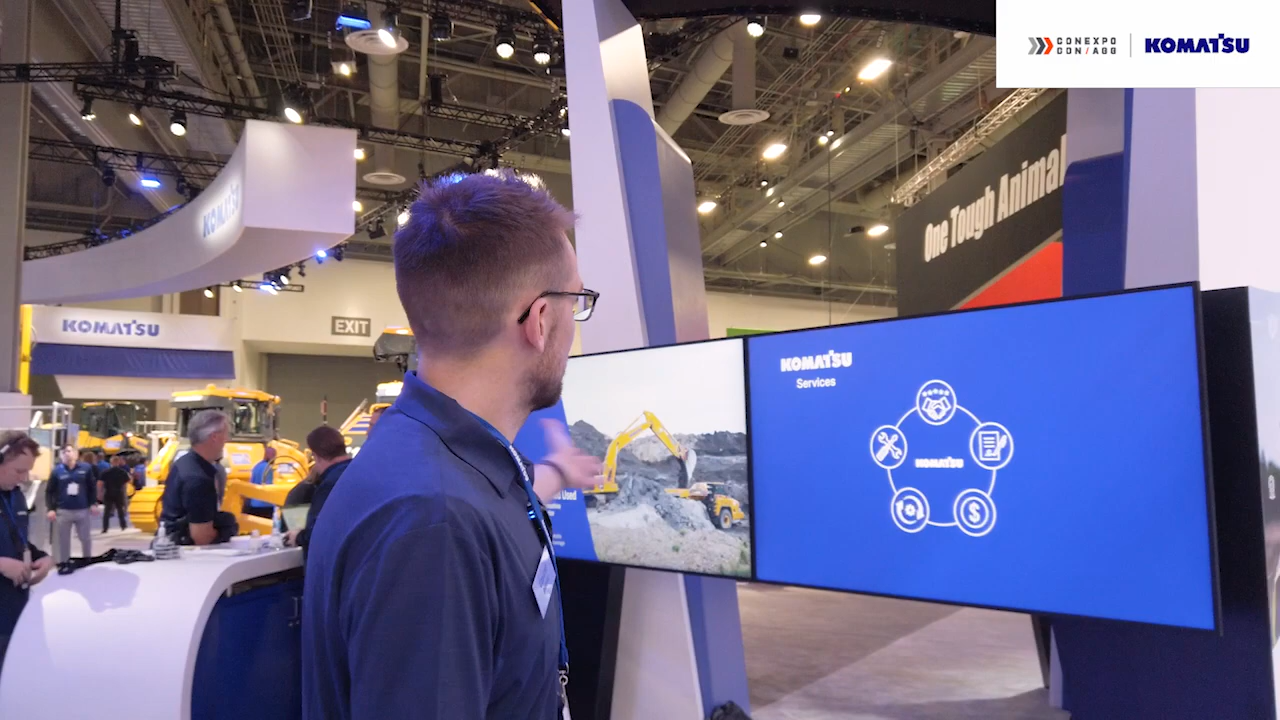 CONEXPO
CON/AGG
KOMATSU
One Tough Animal
KOMATSU
KOMATSU
EXIT
KOMATSU
Services
KOMATSU
$
Used